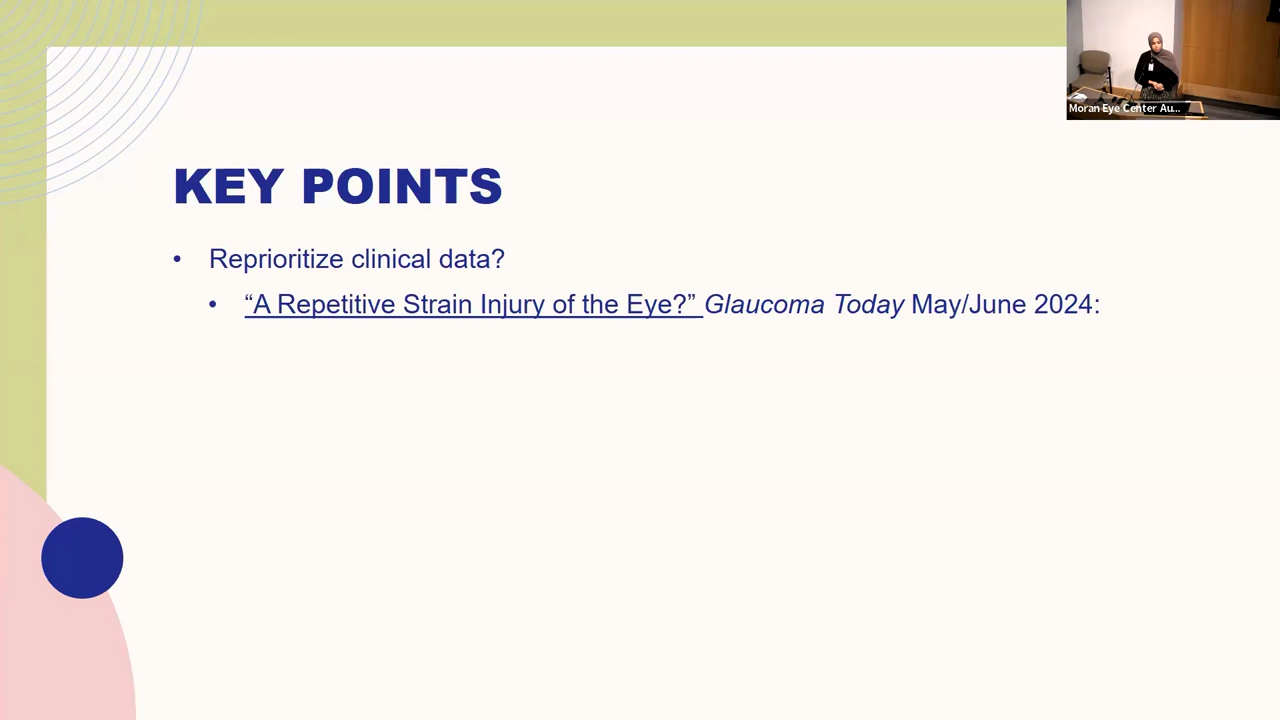 Moran Eye Center Au...
KEY POINTS
• Reprioritize clinical data?
• “A Repetitive Strain Injury of the Eye?” Glaucoma Today May/June 2024: